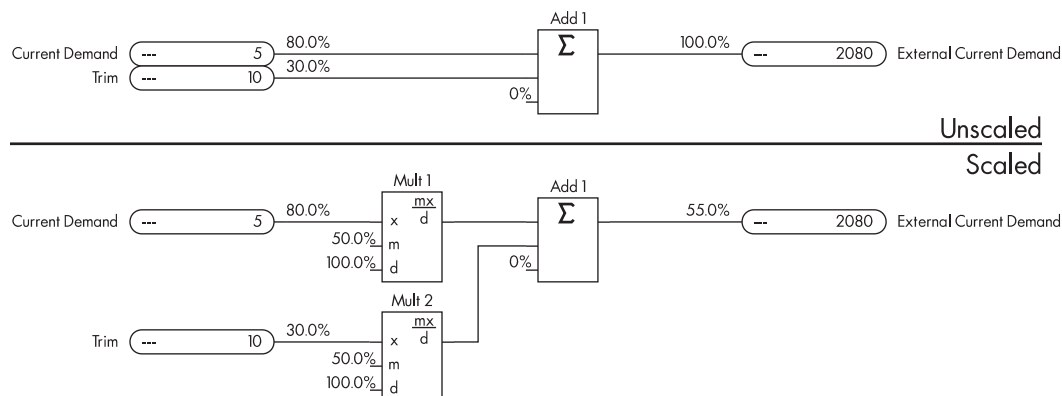 Add 1
Current Demand --- 5 80.0% Σ 100.0% --- 2080 External Current Demand
Trim --- 10 30.0%
0%
Unscaled
Scaled
Mult 1 Add 1
Current Demand --- 5 80.0% x mx/d Σ 55.0% --- 2080 External Current Demand
50.0% m
100.0% d 0%
Mult 2
Trim --- 10 30.0% x mx/d
50.0% m
100.0% d